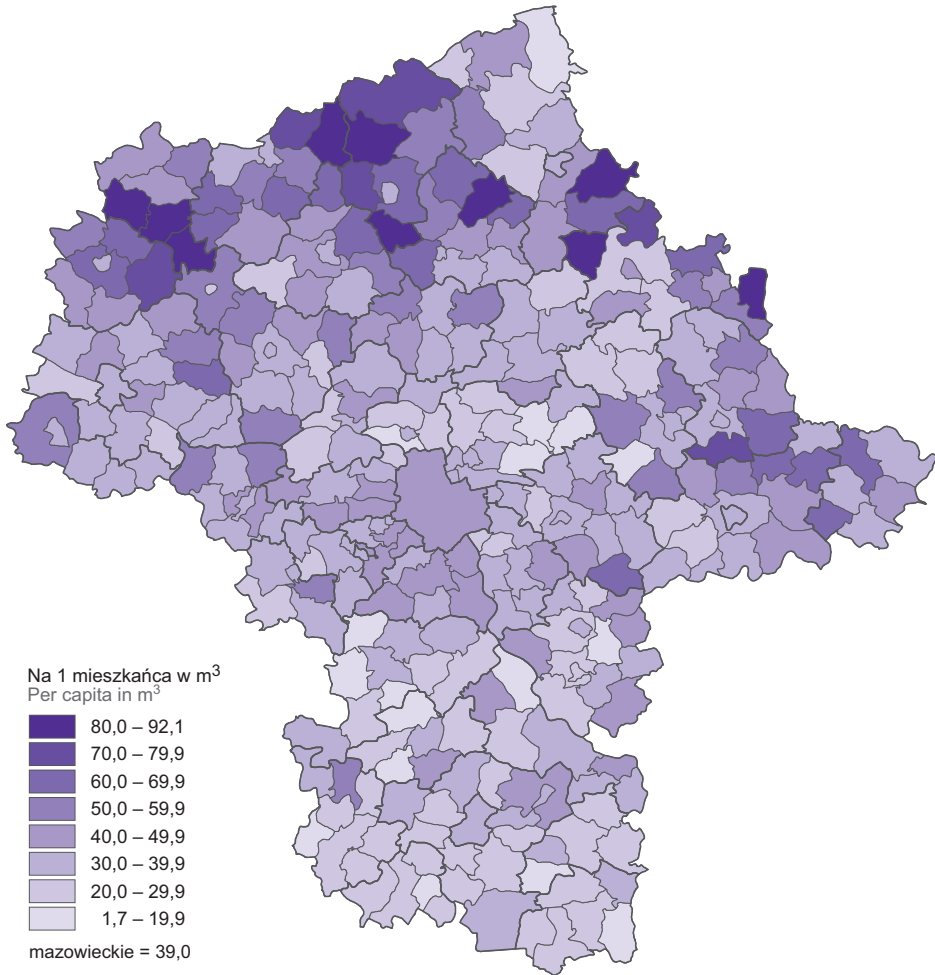 Na 1 mieszkańca w m³
Per capita in m³
80,0 – 92,1
70,0 – 79,9
60,0 – 69,9
50,0 – 59,9
40,0 – 49,9
30,0 – 39,9
20,0 – 29,9
1,7 – 19,9
mazowieckie = 39,0